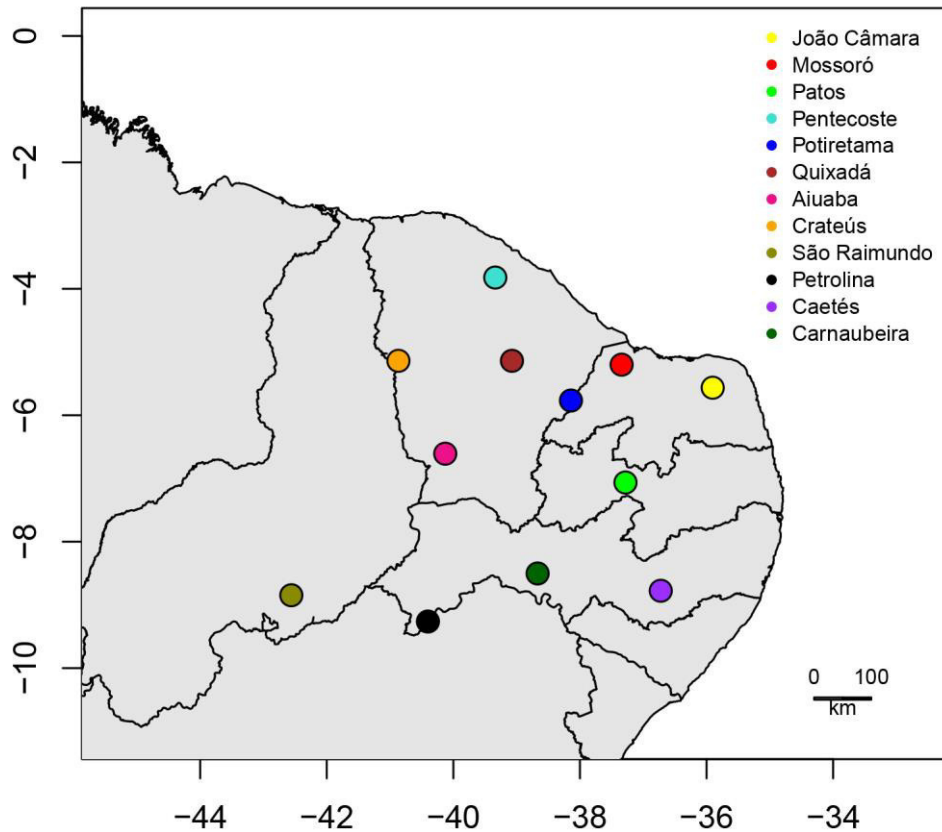 João Câmara
Mossoró
Patos
Pentecoste
Potiretama
Quixadá
Aiuaba
Crateús
São Raimundo
Petrolina
Caetés
Carnaubeira
0
−2
−4
−6
−8
−10
0 100
km
−44 −42 −40 −38 −36 −34